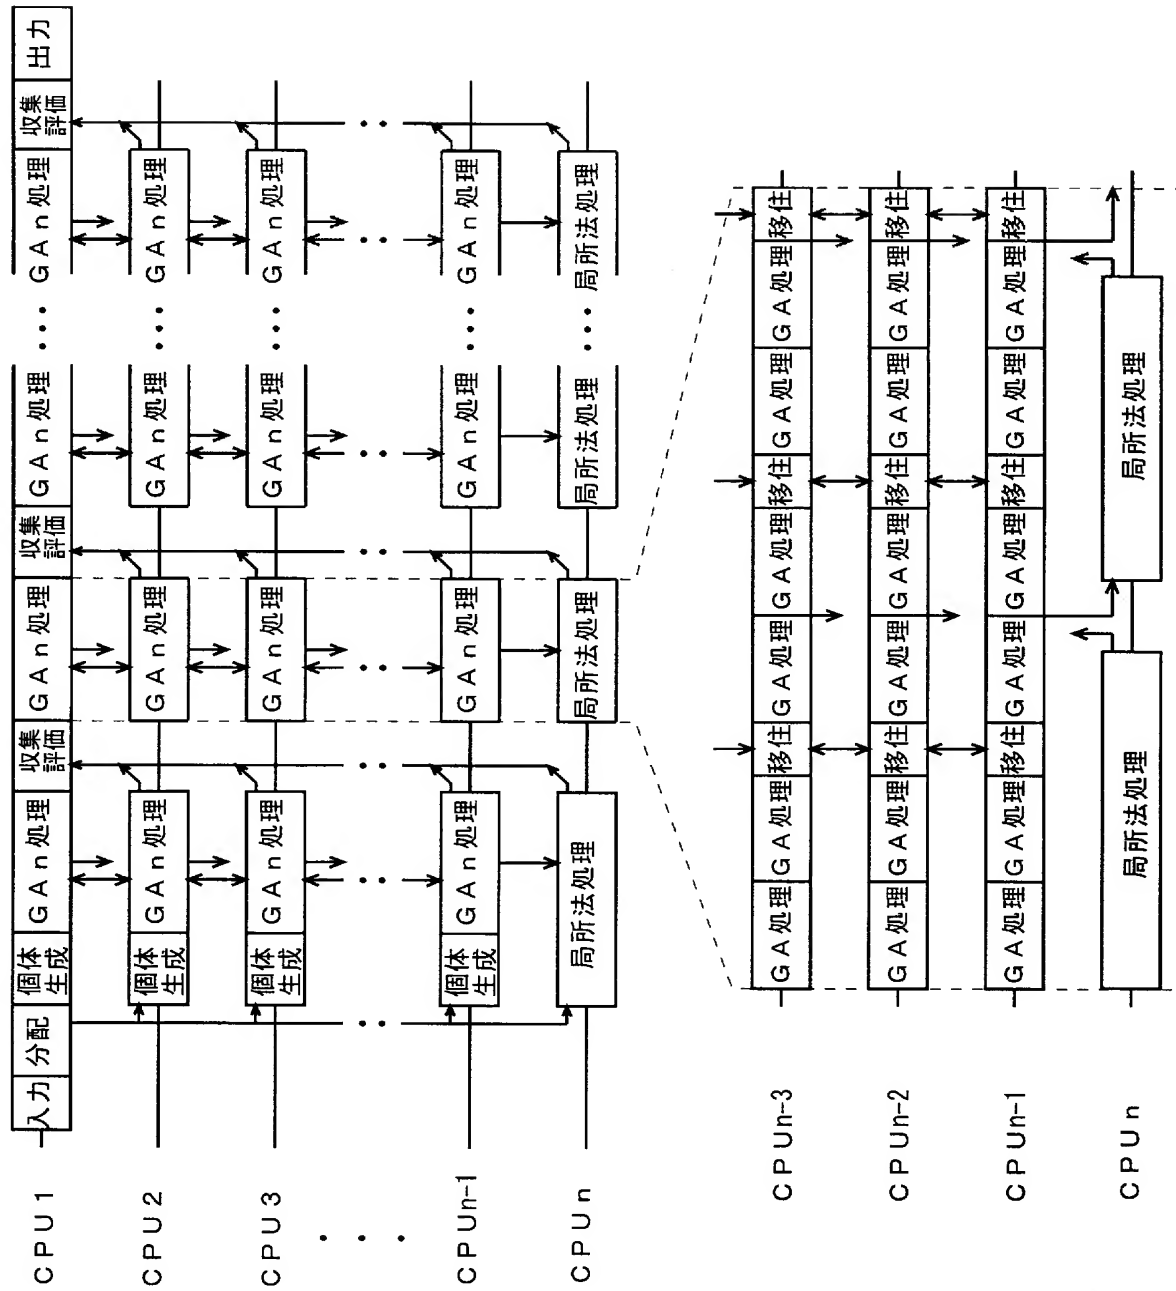 CPU1 入力 分配 個体生成 GAn処理 収集評価 GAn処理 収集評価 GAn処理 ・・・ GAn処理 収集評価 出力
CPU2 個体生成 GAn処理 GAn処理 GAn処理 ・・・ GAn処理
CPU3 個体生成 GAn処理 GAn処理 GAn処理 ・・・ GAn処理
・・・
CPUn-1 個体生成 GAn処理 GAn処理 GAn処理 ・・・ GAn処理
CPUn 局所法処理 局所法処理 局所法処理 ・・・ 局所法処理
CPUn-3 GA処理 GA処理 移住 GA処理 GA処理 移住 GA処理 GA処理 移住
CPUn-2 GA処理 GA処理 移住 GA処理 GA処理 移住 GA処理 GA処理 移住
CPUn-1 GA処理 GA処理 移住 GA処理 GA処理 移住 GA処理 GA処理 移住
CPUn 局所法処理 局所法処理